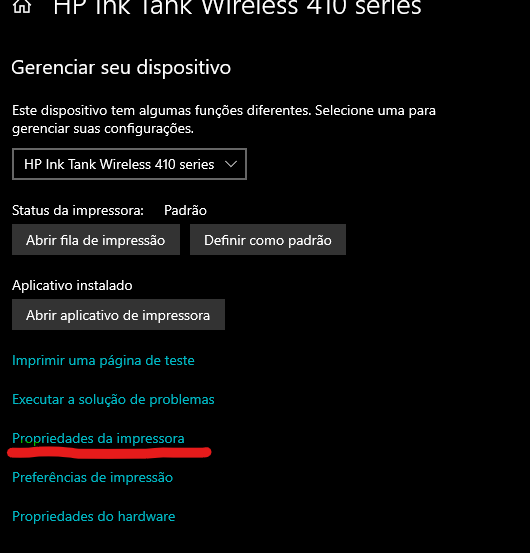 HP Ink Tank Wireless 410 series
Gerenciar seu dispositivo
Este dispositivo tem algumas funções diferentes. Selecione uma para
gerenciar suas configurações.
HP Ink Tank Wireless 410 series
Status da impressora: Padrão
Abrir fila de impressão Definir como padrão
Aplicativo instalado
Abrir aplicativo de impressora
Imprimir uma página de teste
Executar a solução de problemas
Propriedades da impressora
Preferências de impressão
Propriedades do hardware